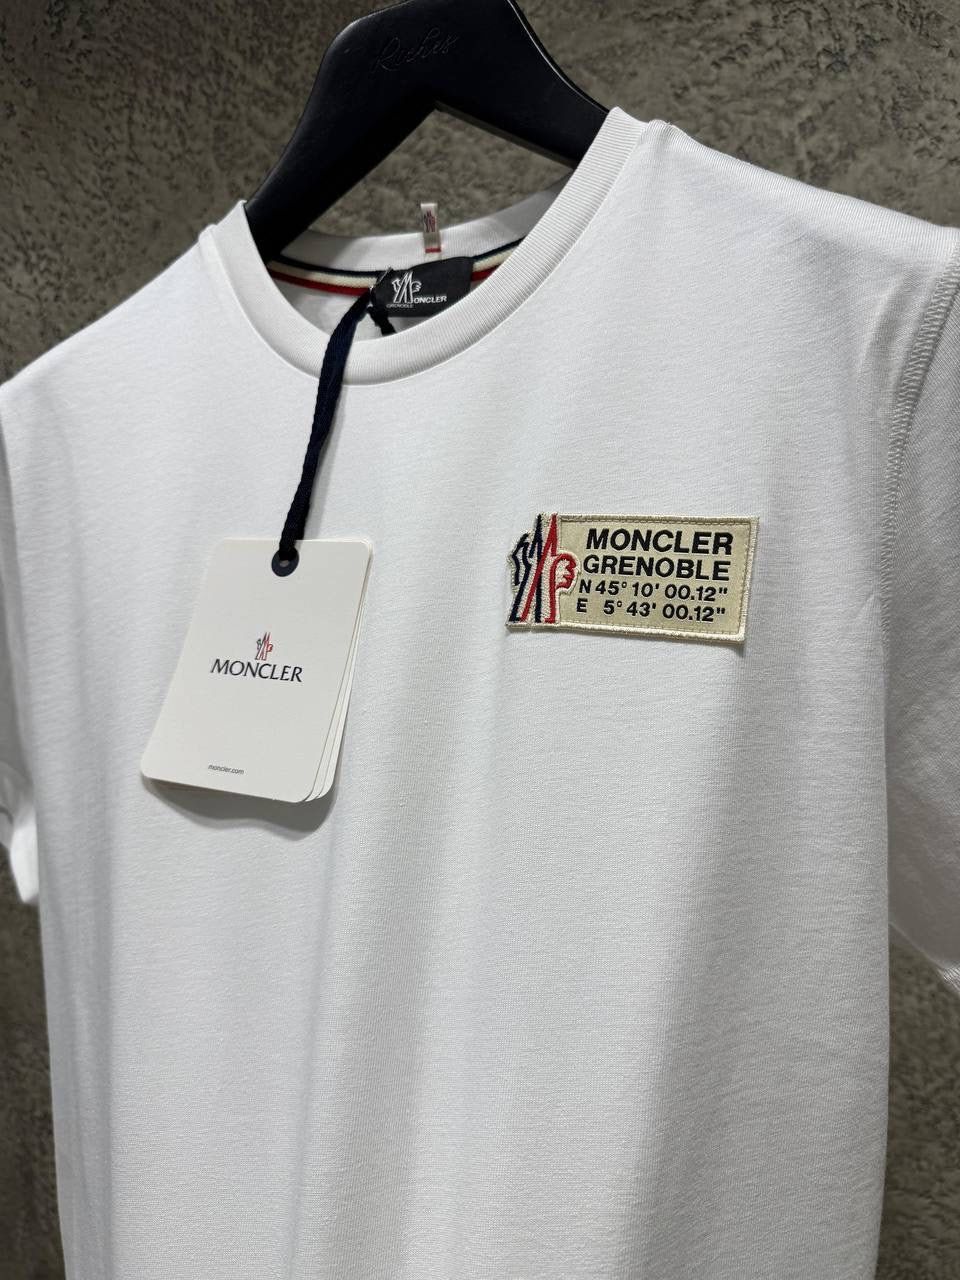 Riches
MONCLER
GRENOBLE
MONCLER
GRENOBLE
N 45° 10' 00.12"
E 5° 43' 00.12"
MONCLER
moncler.com